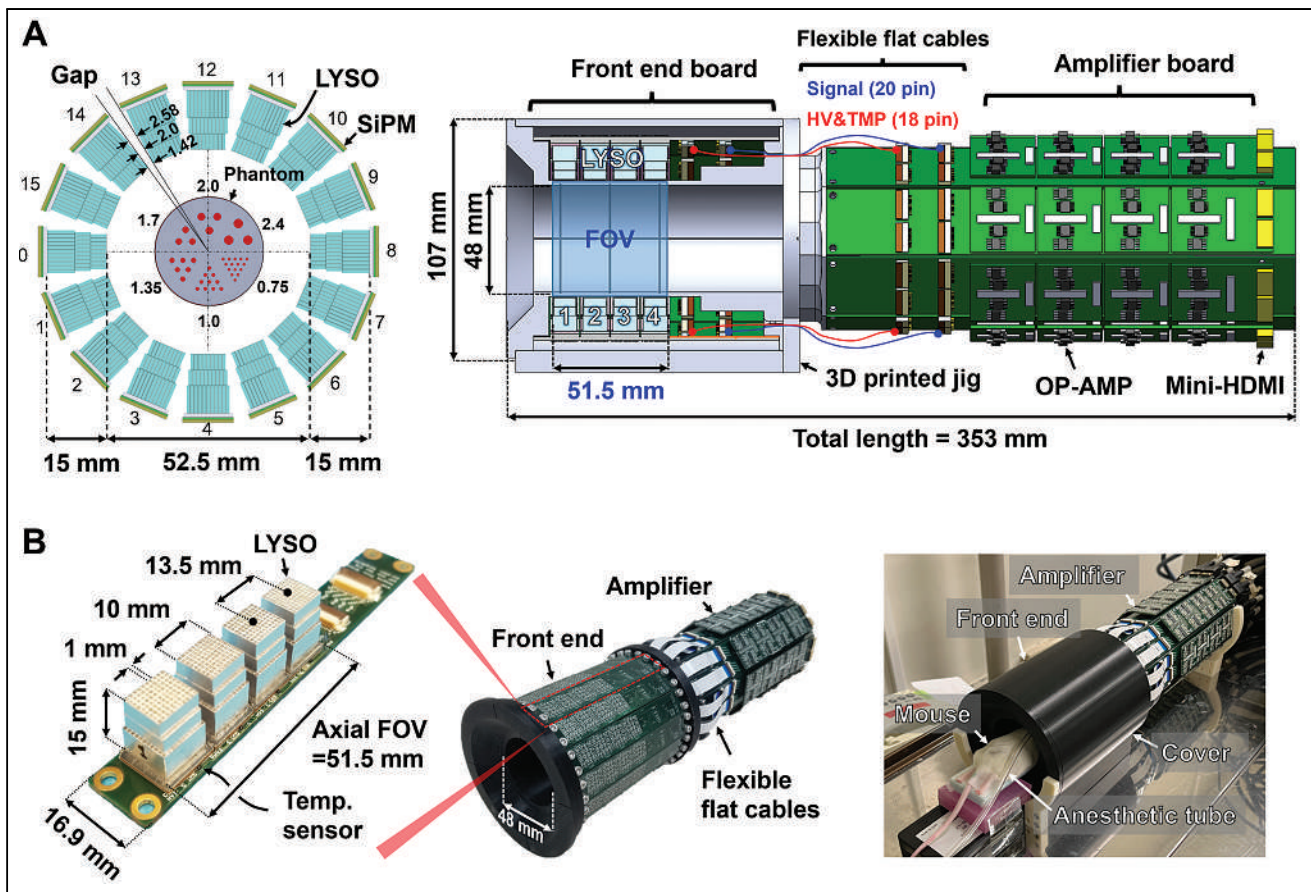 A
Gap
13
12
11
LYSO
14
10
SiPM
2.58
2.0
1.42
15
9
Phantom
2.0
1.7
2.4
0
8
1.35
0.75
1.0
1
7
2
6
3
4
5
15 mm
52.5 mm
15 mm
Front end board
Flexible flat cables
Signal (20 pin)
HV&TMP (18 pin)
Amplifier board
LYSO
107 mm
48 mm
FOV
1 2 3 4
51.5 mm
3D printed jig
OP-AMP
Mini-HDMI
Total length = 353 mm
B
LYSO
13.5 mm
10 mm
1 mm
15 mm
16.9 mm
Axial FOV
=51.5 mm
Temp.
sensor
Amplifier
Front end
48 mm
Flexible
flat cables
Amplifier
Front end
Mouse
Cover
Anesthetic tube